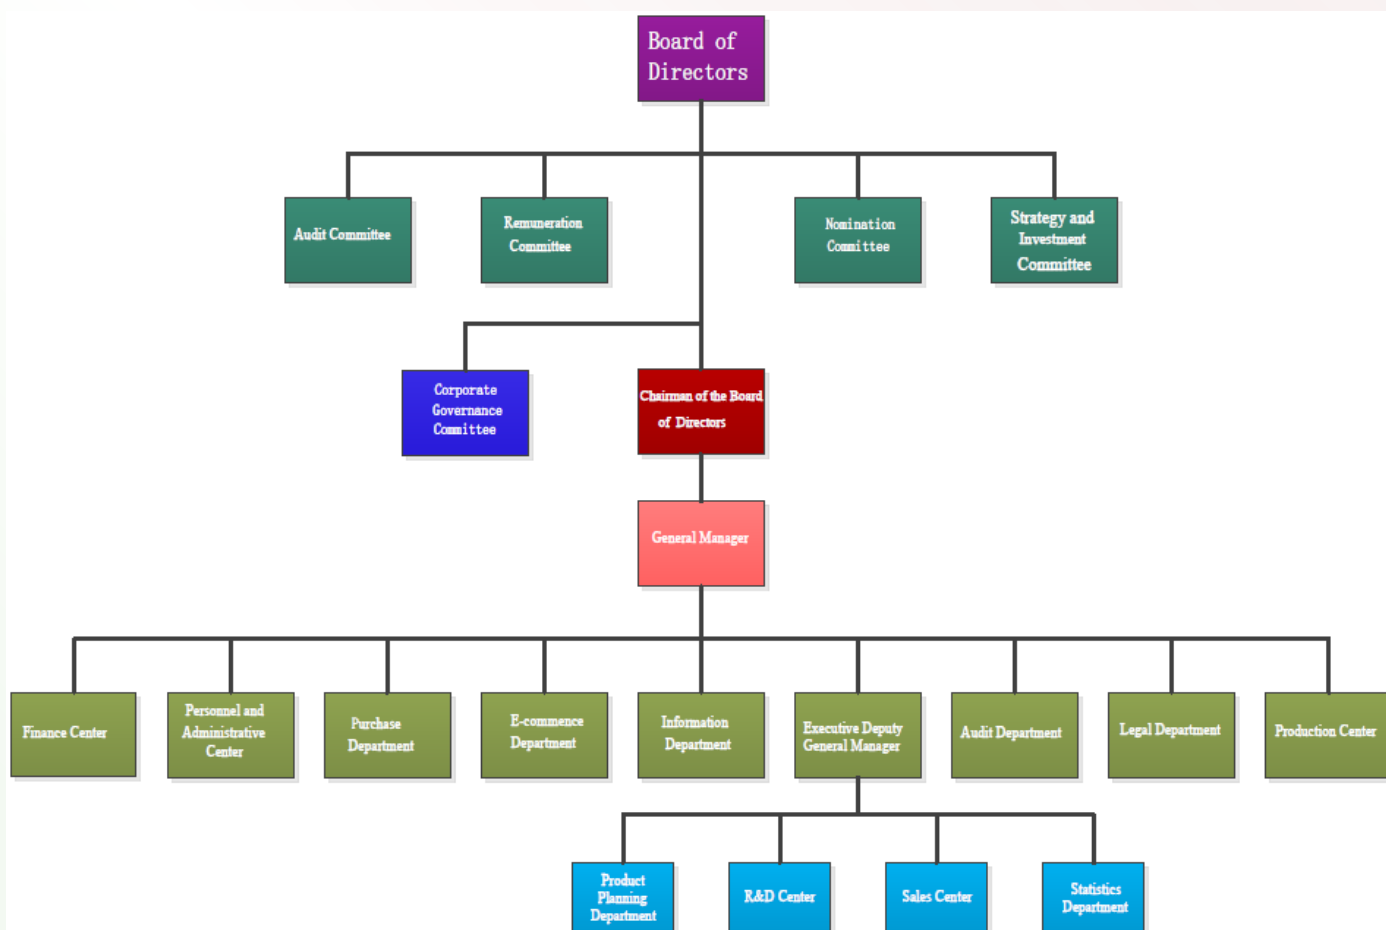 Board of
Directors
Audit Committee
Remuneration
Committee
Nomination
Committee
Strategy and
Investment
Committee
Corporate
Governance
Committee
Chairman of the Board
of Directors
General Manager
Finance Center
Personnel and
Administrative
Center
Purchase
Department
E-commence
Department
Information
Department
Executive Deputy
General Manager
Audit Department
Legal Department
Production Center
Product
Planning
Department
R&D Center
Sales Center
Statistics
Department